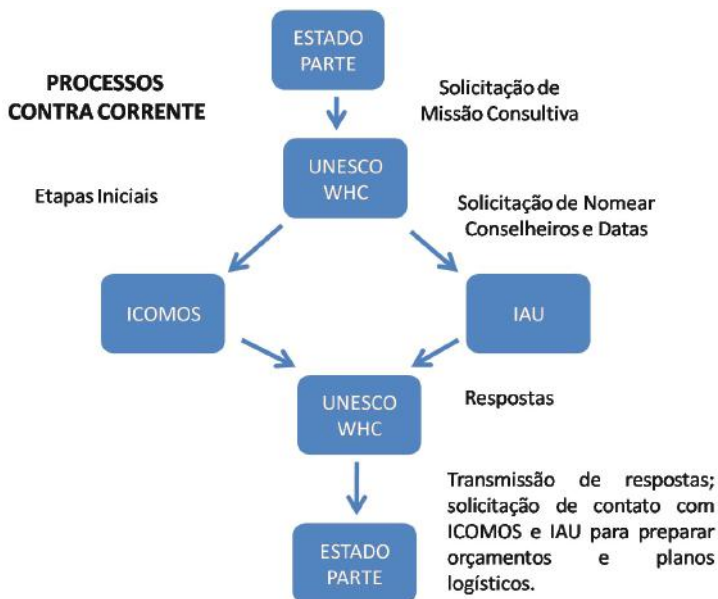 ESTADO
PARTE
PROCESSOS
CONTRA CORRENTE
Solicitação de
Missão Consultiva
UNESCO
WHC
Etapas Iniciais
Solicitação de Nomear
Conselheiros e Datas
ICOMOS
IAU
UNESCO
WHC
Respostas
Transmissão de respostas;
solicitação de contato com
ICOMOS e IAU para preparar
orçamentos e planos
logísticos.
ESTADO
PARTE